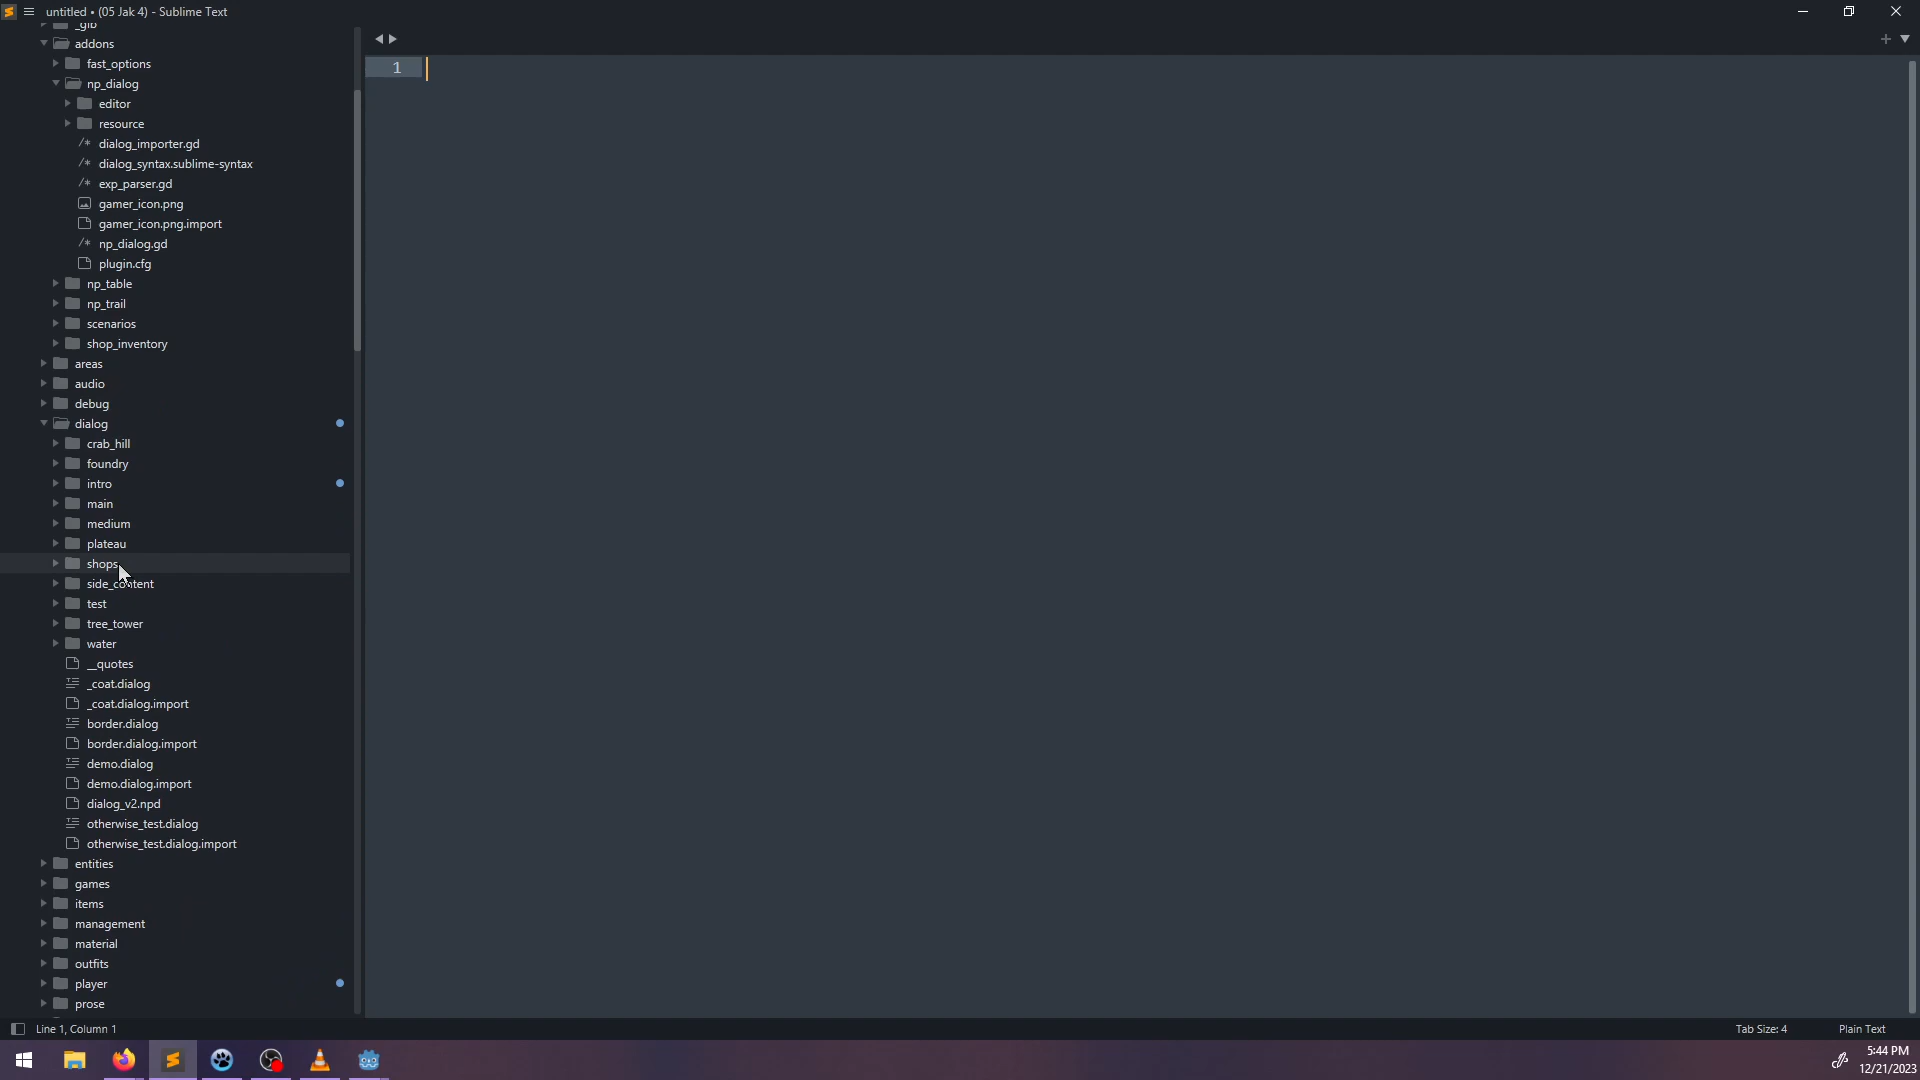 untitled • (05 Jak 4) - Sublime Text
_glb
addons
fast_options
np_dialog
editor
resource
/* dialog_importer.gd
/* dialog_syntax.sublime-syntax
/* exp_parser.gd
gamer_icon.png
gamer_icon.png.import
/* np_dialog.gd
plugin.cfg
np_table
np_trail
scenarios
shop_inventory
areas
audio
debug
dialog
crab_hill
foundry
intro
main
medium
plateau
shops
side_content
test
tree_tower
water
__quotes
_coat.dialog
_coat.dialog.import
border.dialog
border.dialog.import
demo.dialog
demo.dialog.import
dialog_v2.npd
otherwise_test.dialog
otherwise_test.dialog.import
entities
games
items
management
material
outfits
player
prose
1
Line 1, Column 1
Tab Size: 4
Plain Text
5:44 PM
12/21/2023